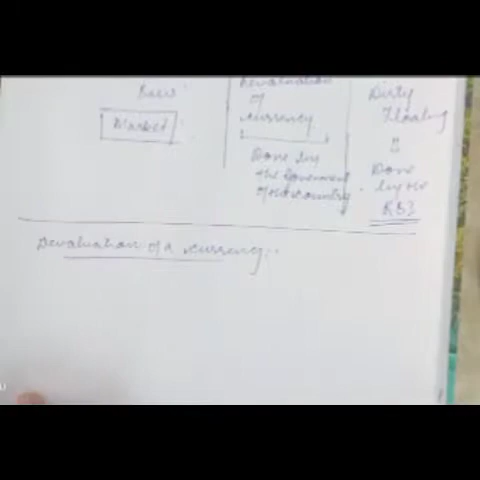 Market
Devaluation
of
currency
Done by
the Government
of the country.
Dirty
Floating
Done
by the
RBI
Devaluation of a currency:-